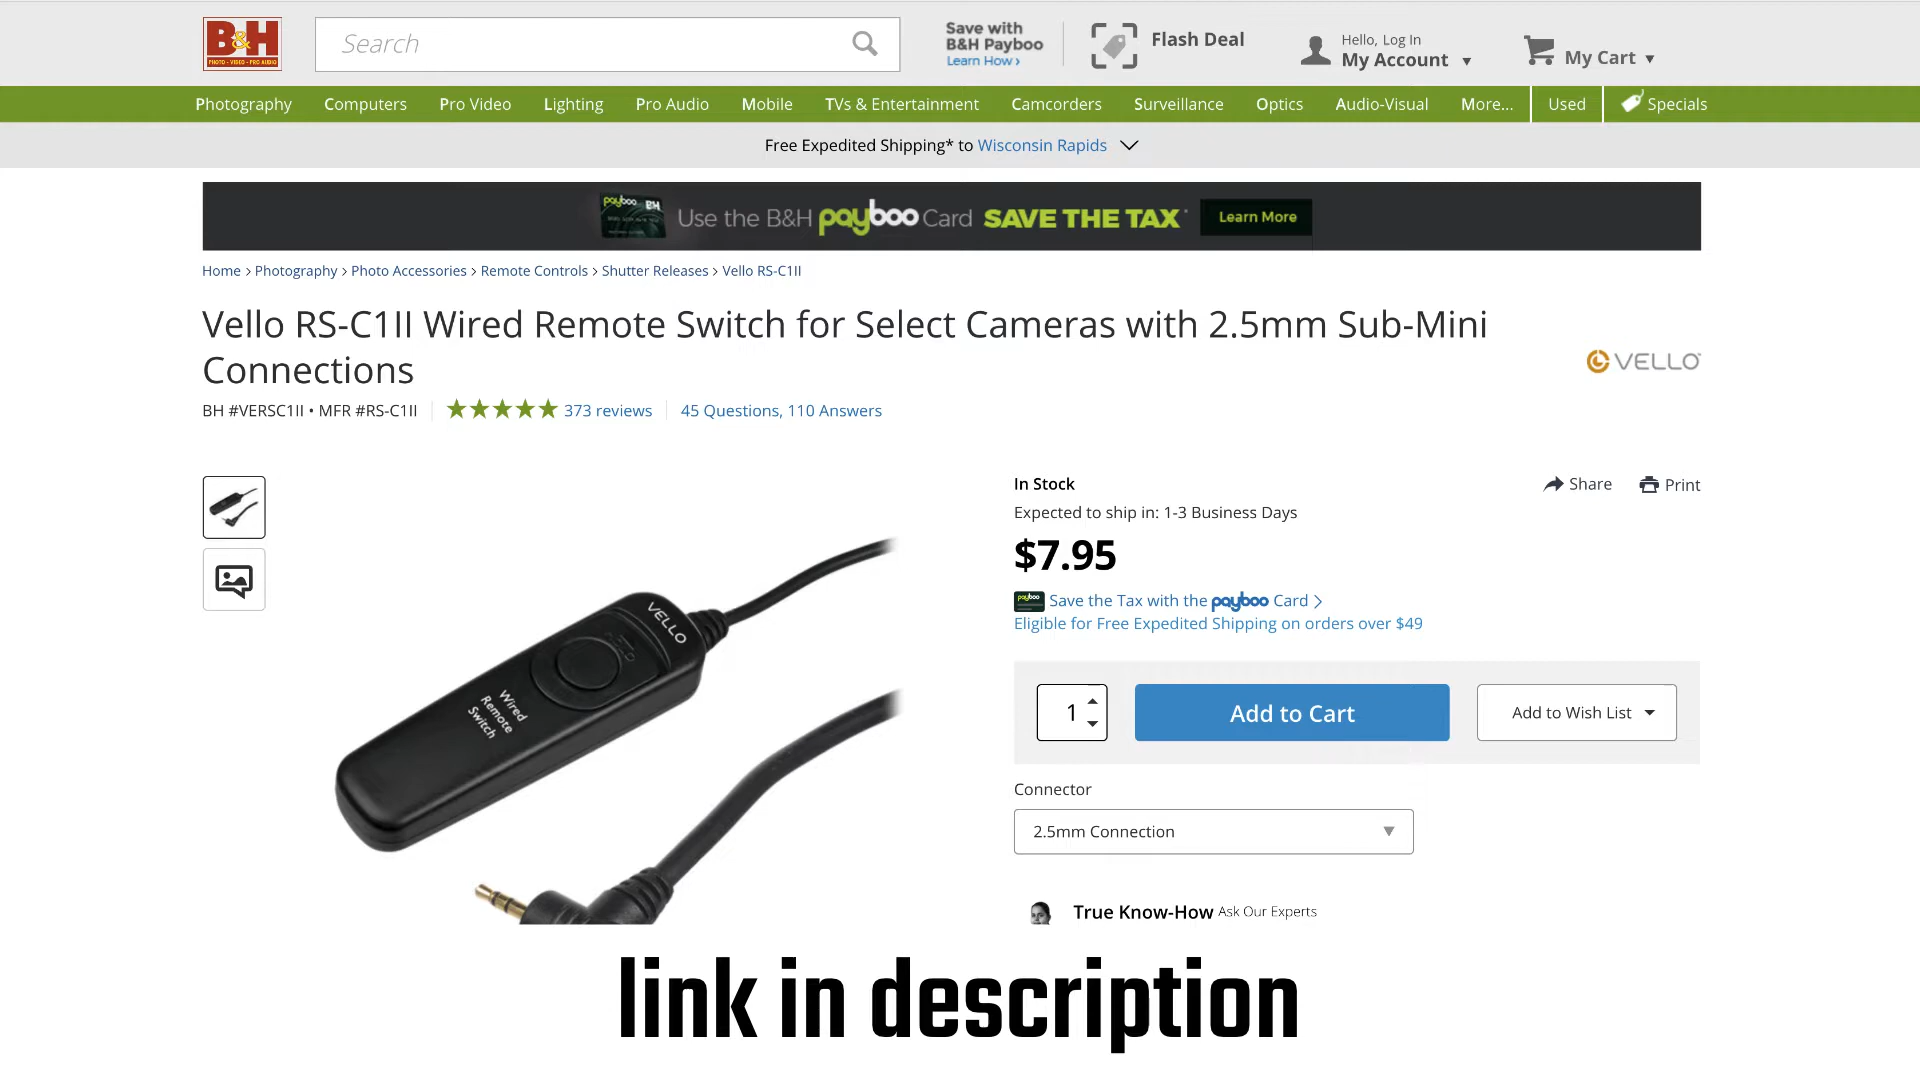 B&H
PHOTO - VIDEO - PRO AUDIO
Search
Save with
B&H Payboo
Learn How ›
Flash Deal
Hello, Log In
My Account
My Cart
Photography Computers Pro Video Lighting Pro Audio Mobile TVs & Entertainment Camcorders Surveillance Optics Audio-Visual More... Used Specials
Free Expedited Shipping* to Wisconsin Rapids
payboo BH Use the B&H payboo Card SAVE THE TAX* Learn More
Home › Photography › Photo Accessories › Remote Controls › Shutter Releases › Vello RS-C1II
Vello RS-C1II Wired Remote Switch for Select Cameras with 2.5mm Sub-Mini
Connections
VELLO
BH #VERSC1II • MFR #RS-C1II 373 reviews 45 Questions, 110 Answers
In Stock
Share Print
Expected to ship in: 1-3 Business Days
$7.95
payboo Save the Tax with the payboo Card
Eligible for Free Expedited Shipping on orders over $49
VELLO
Wired
Remote
Switch
1 Add to Cart Add to Wish List
Connector
2.5mm Connection
True Know-How Ask Our Experts
link in description